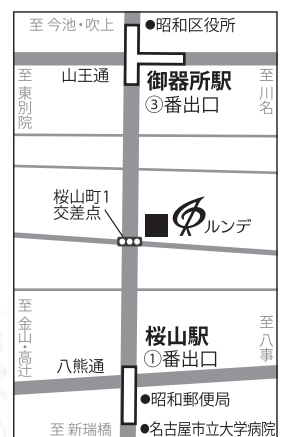 至 今池・吹上
●昭和区役所
山王通
御器所駅
③番出口
至 東別院
至 川名
桜山町1
交差点
ルンデ
至 金山・高辻
桜山駅
①番出口
至 八事
八熊通
●昭和郵便局
至 新瑞橋
●名古屋市立大学病院